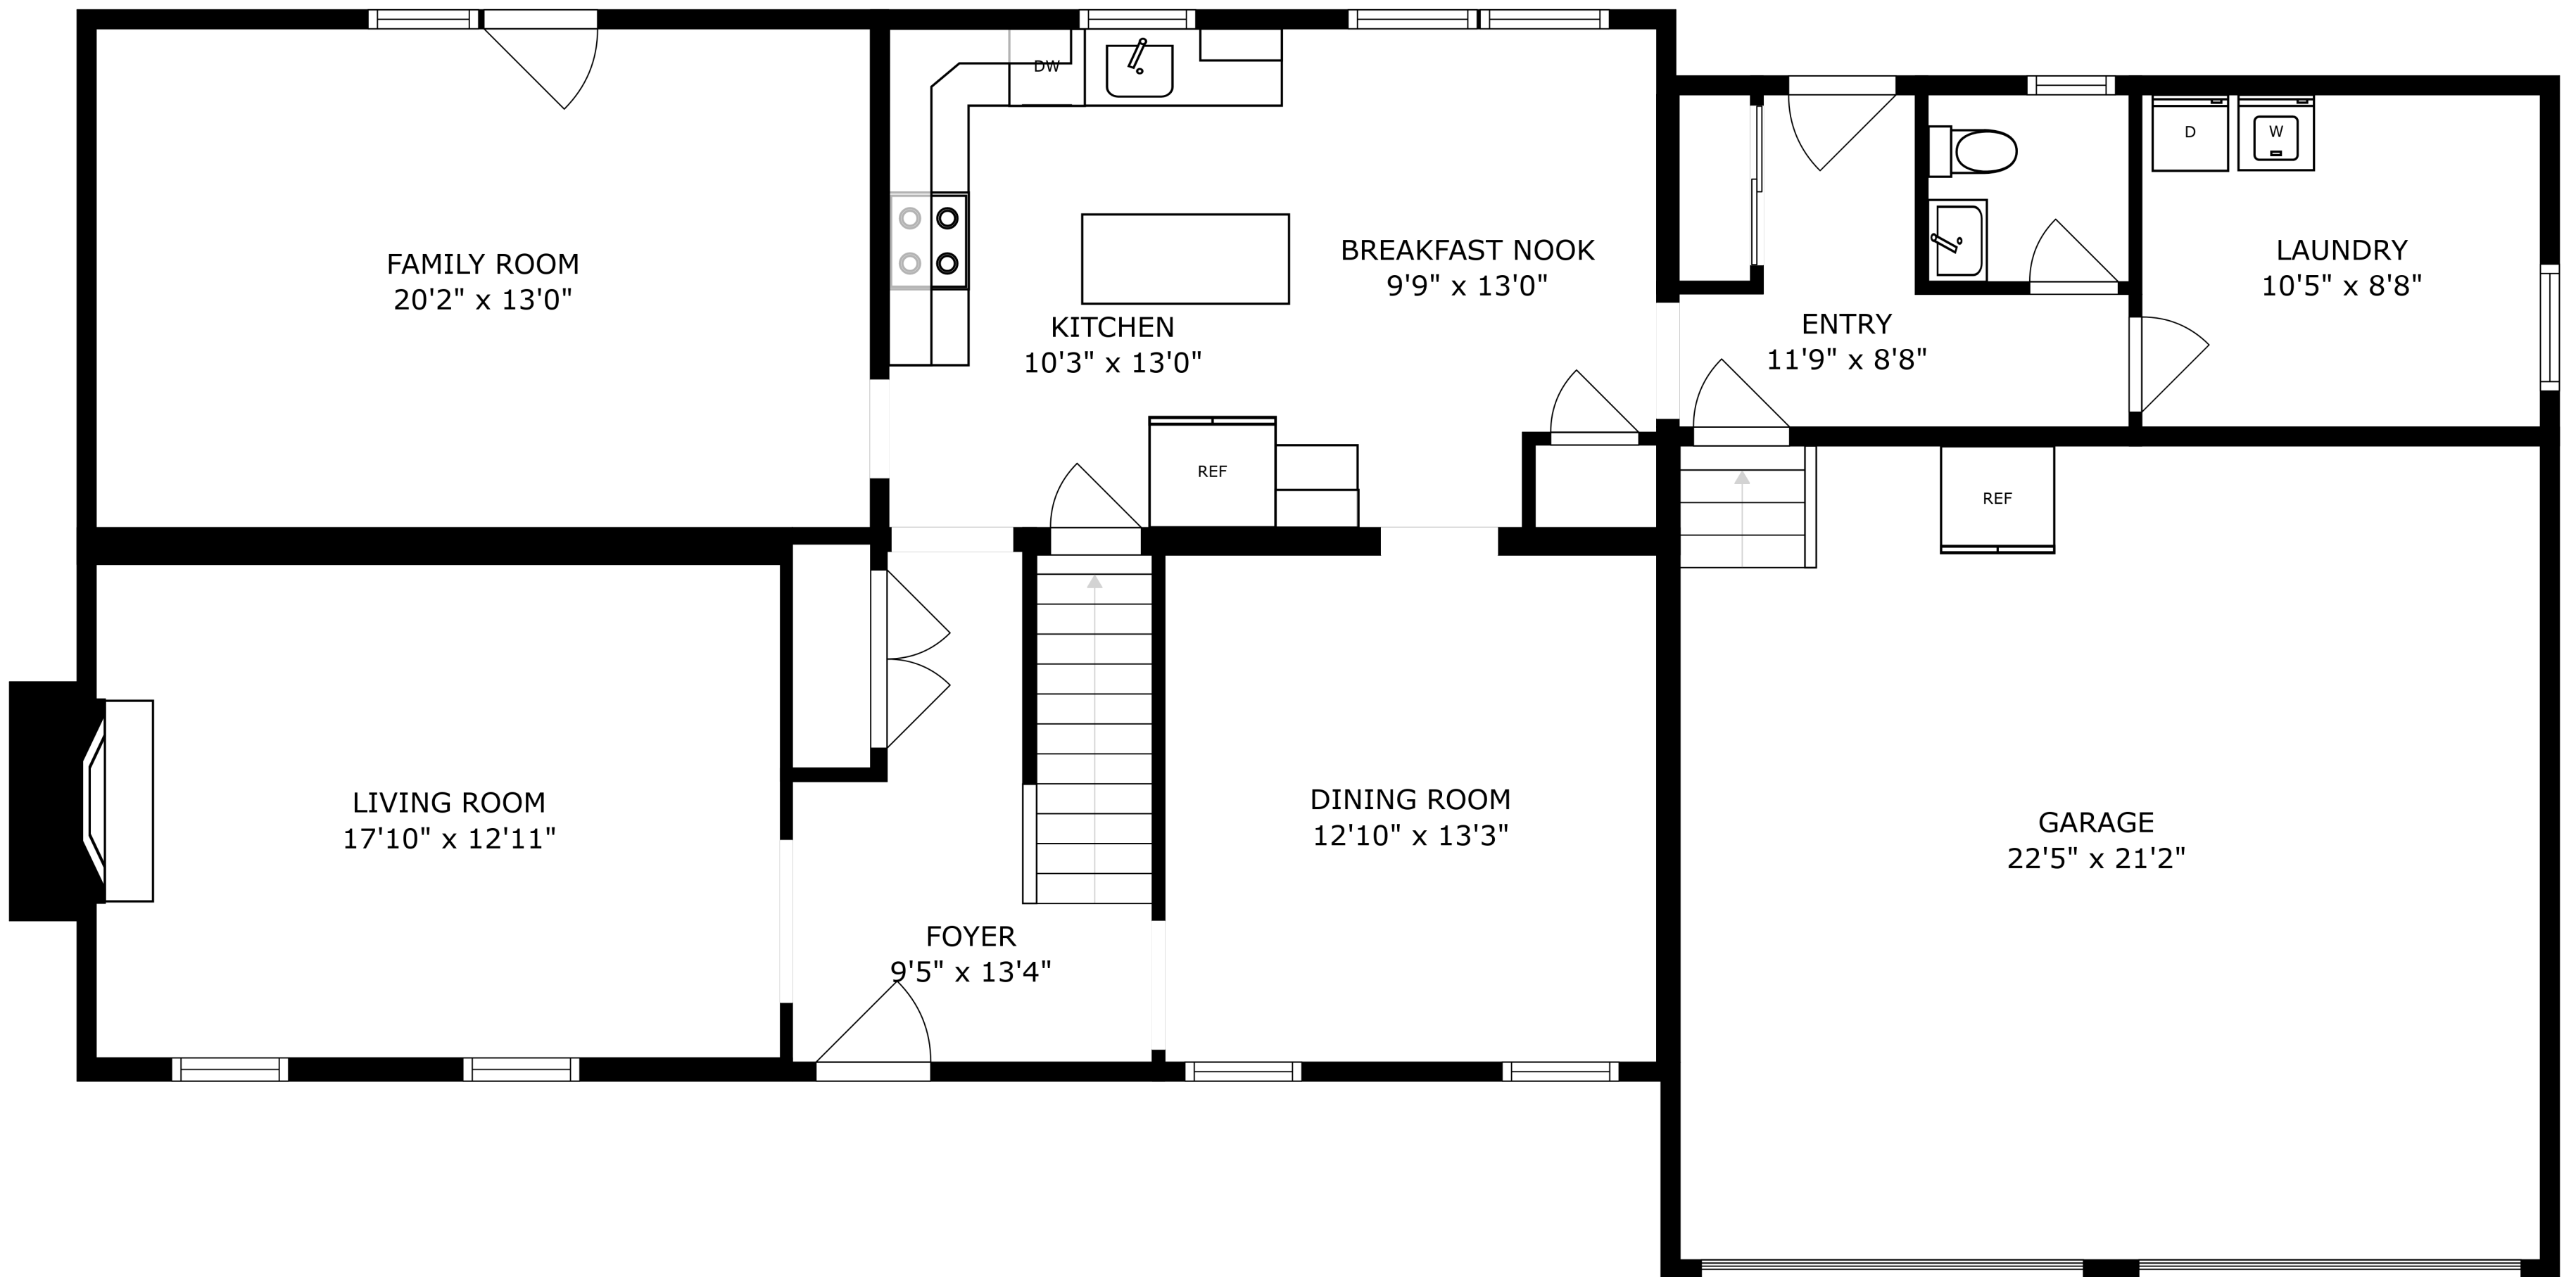 DW
D
W
FAMILY ROOM
20'2" x 13'0"
BREAKFAST NOOK
9'9" x 13'0"
LAUNDRY
10'5" x 8'8"
KITCHEN
10'3" x 13'0"
ENTRY
11'9" x 8'8"
REF
REF
LIVING ROOM
17'10" x 12'11"
DINING ROOM
12'10" x 13'3"
GARAGE
22'5" x 21'2"
FOYER
9'5" x 13'4"